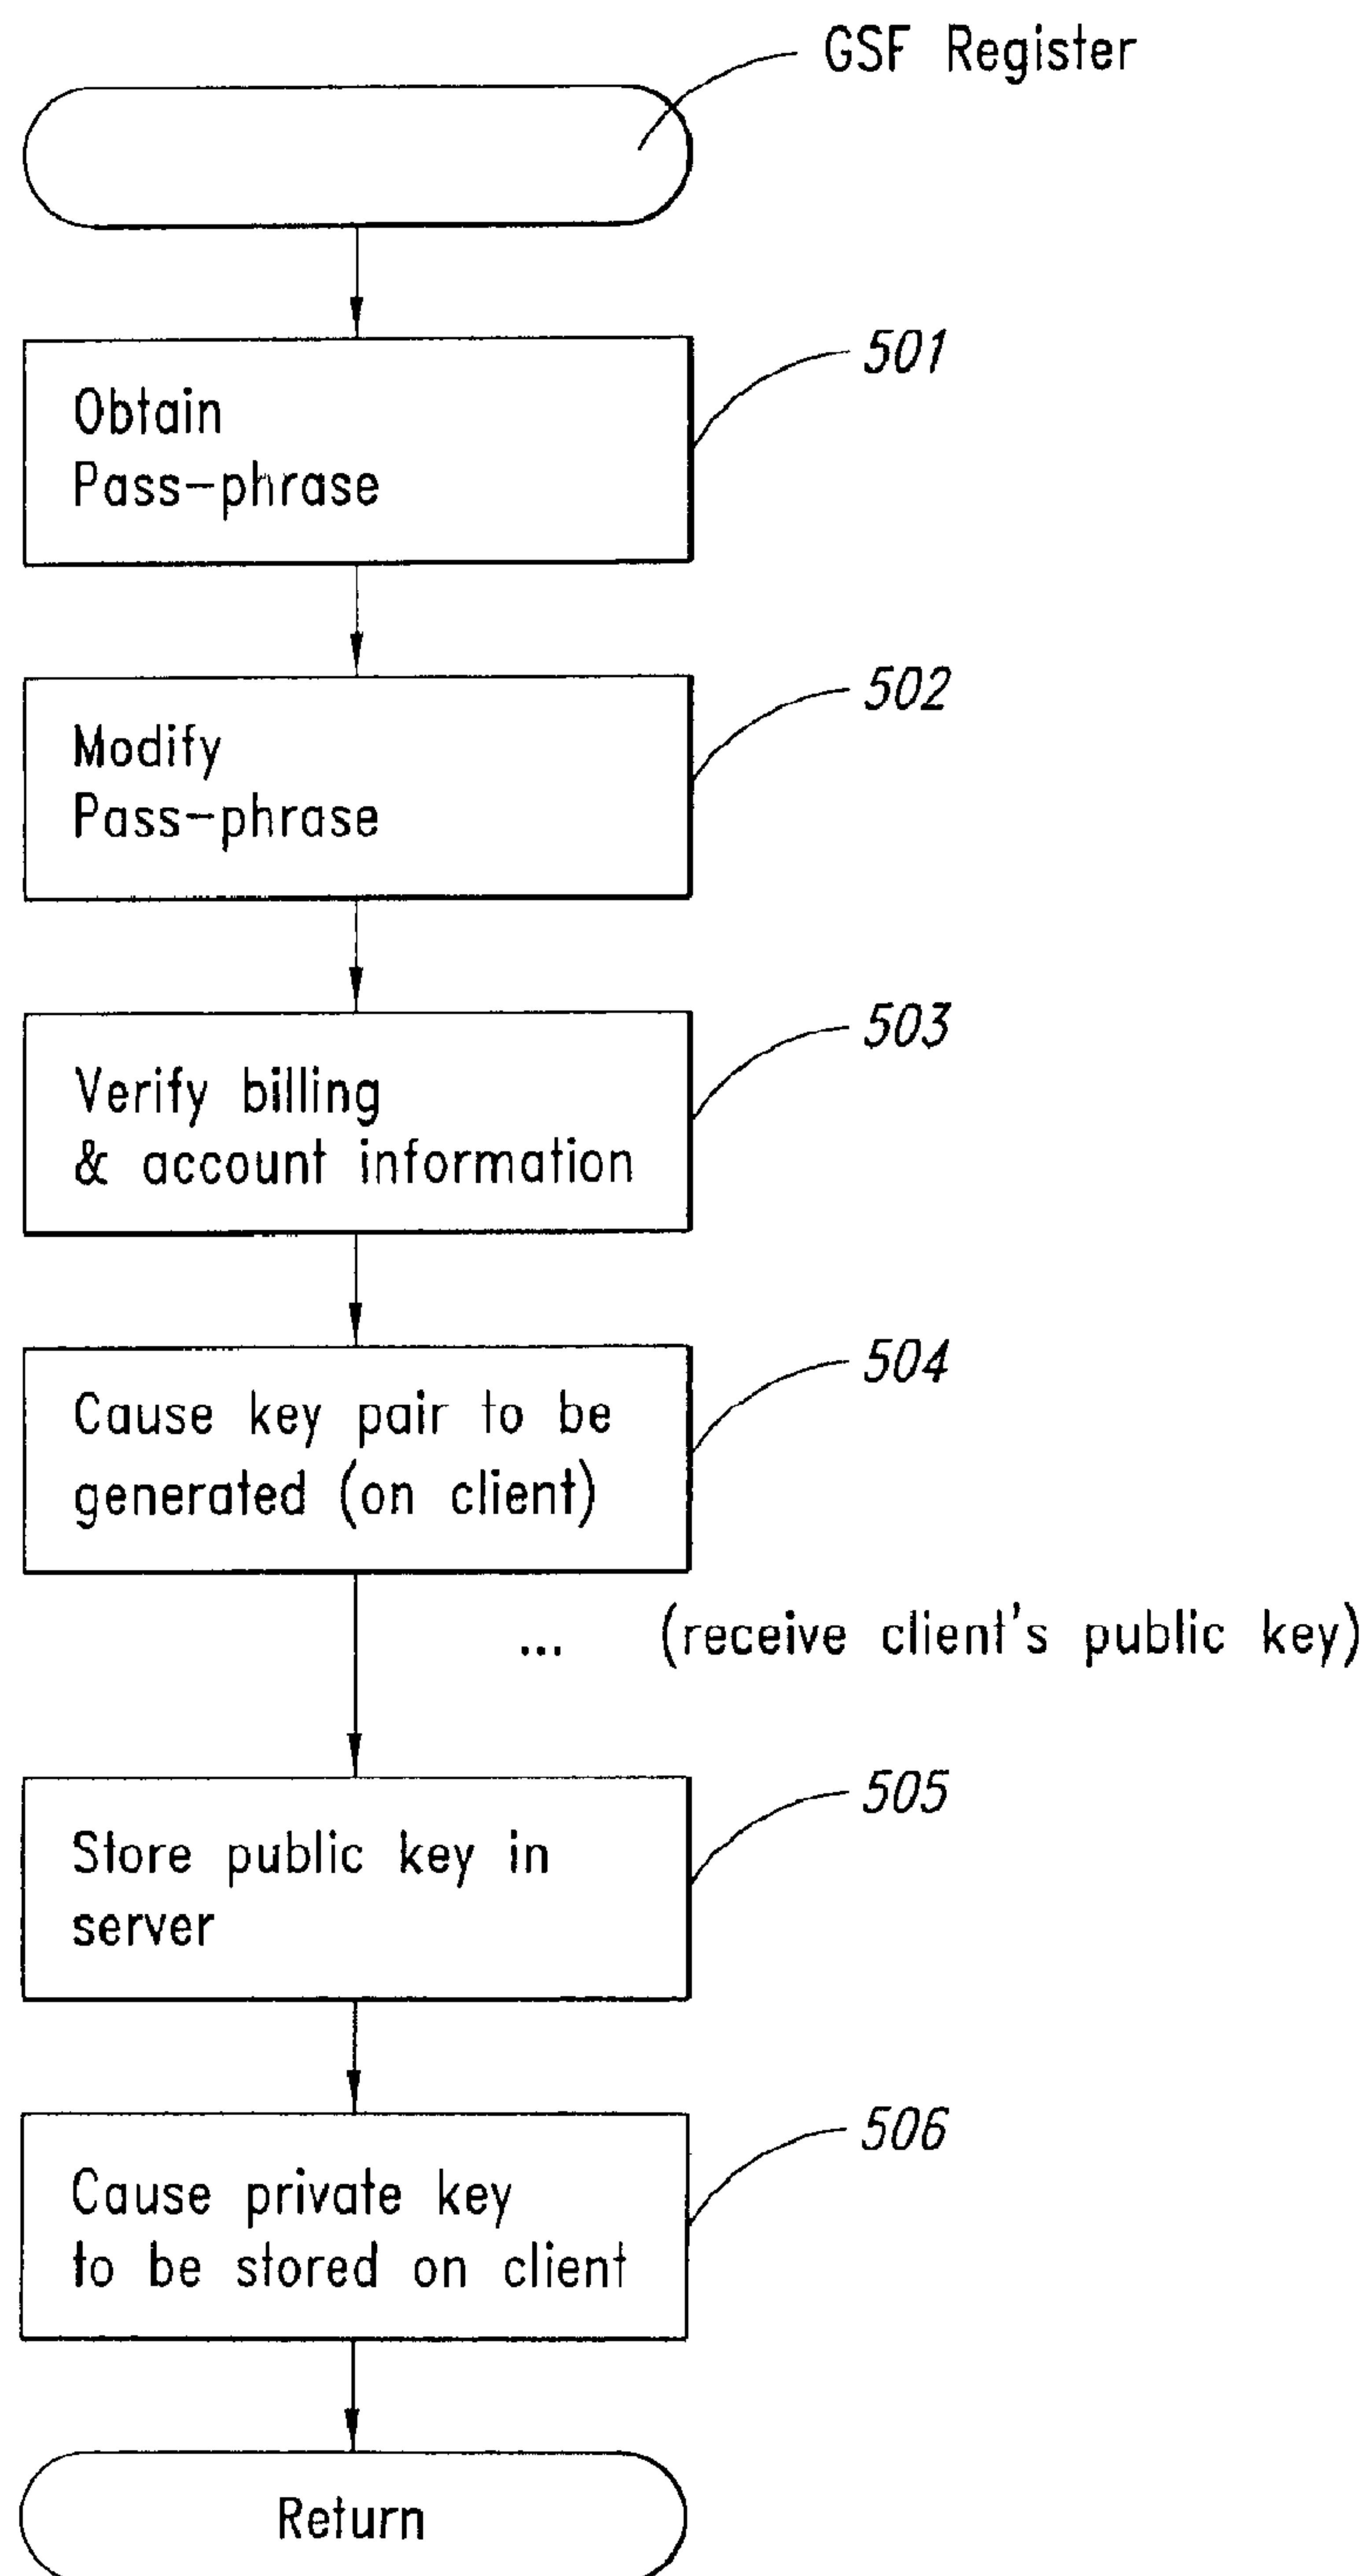 GSF Register
501
Obtain
Pass-phrase
502
Modify
Pass-phrase
503
Verify billing
& account information
504
Cause key pair to be
generated (on client)
... (receive client's public key)
505
Store public key in
server
506
Cause private key
to be stored on client
Return